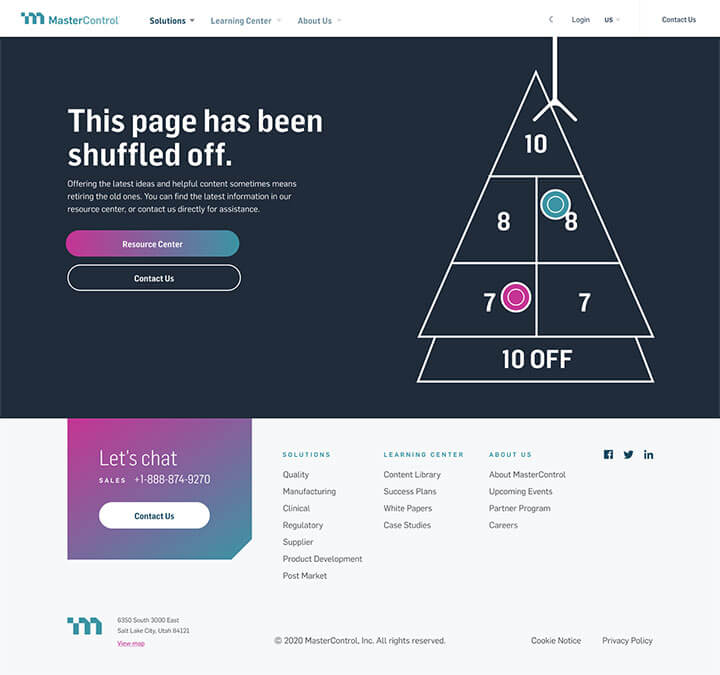 MasterControl
Solutions
Learning Center
About Us
Login
US
Contact Us
This page has been
shuffled off.
Offering the latest ideas and helpful content sometimes means
retiring the old ones. You can find the latest information in our
resource center, or contact us directly for assistance.
Resource Center
Contact Us
10
8
8
7
7
10 OFF
Let's chat
SALES +1-888-874-9270
Contact Us
SOLUTIONS
Quality
Manufacturing
Clinical
Regulatory
Supplier
Product Development
Post Market
LEARNING CENTER
Content Library
Success Plans
White Papers
Case Studies
ABOUT US
About MasterControl
Upcoming Events
Partner Program
Careers
6350 South 3000 East
Salt Lake City, Utah 84121
View map
© 2020 MasterControl, Inc. All rights reserved.
Cookie Notice
Privacy Policy